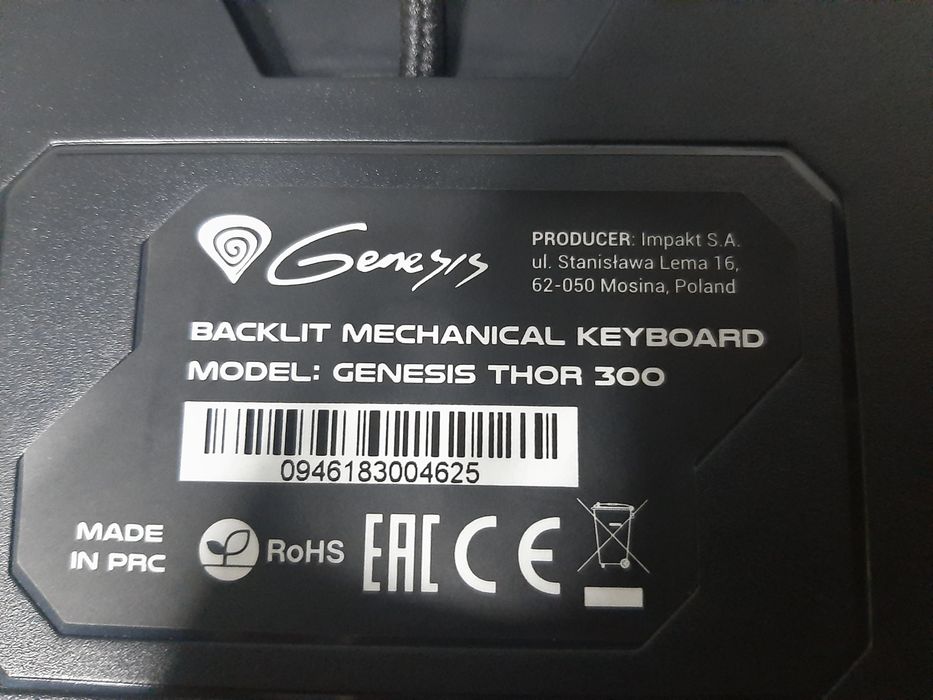 Genesis
PRODUCER: Impakt S.A.
ul. Stanisława Lema 16,
62-050 Mosina, Poland
BACKLIT MECHANICAL KEYBOARD
MODEL: GENESIS THOR 300
0946183004625
MADE
IN PRC
RoHS
EAC
CE